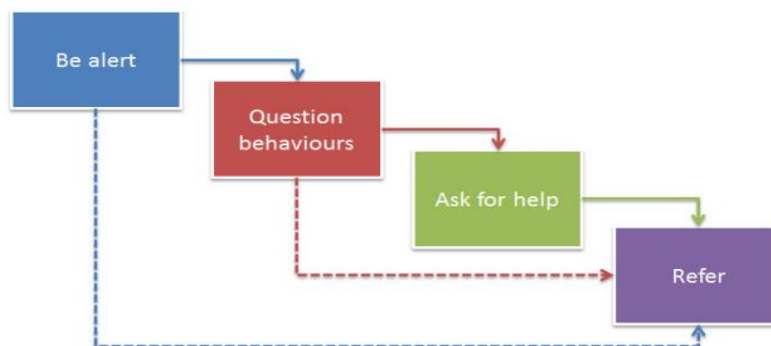 Be alert
Question
behaviours
Ask for help
Refer